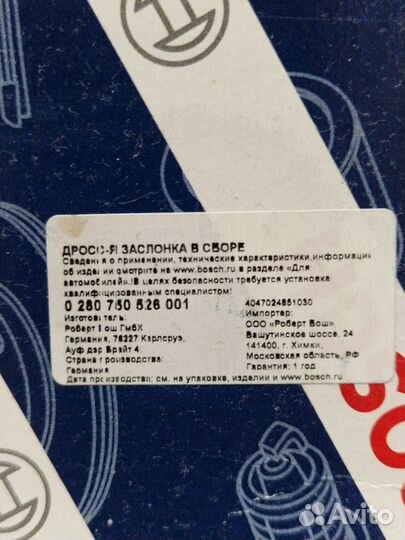 ДРОСС-Я ЗАСЛОНКА В СБОРЕ
Сведения о применении, технические характеристики, информацию
об изделии смотрите на www.bosch.ru в разделе «Для
автомобилей».!В целях безопасности требуется установка
квалифицированным специалистом!
0 280 750 526 001
4047024851030
Изготовитель:
Роберт Бош ГмбХ
Германия, 76227 Карлсруэ,
Ауф дэр Брайт 4;
Страна производства:
Германия
Импортер:
ООО «Роберт Бош»
Вашутинское шоссе, 24
141400, г. Химки,
Московская область, РФ
Гарантия: 1 год
Дата производства: см. на упаковке, изделии и www.bosch.ru
Avito